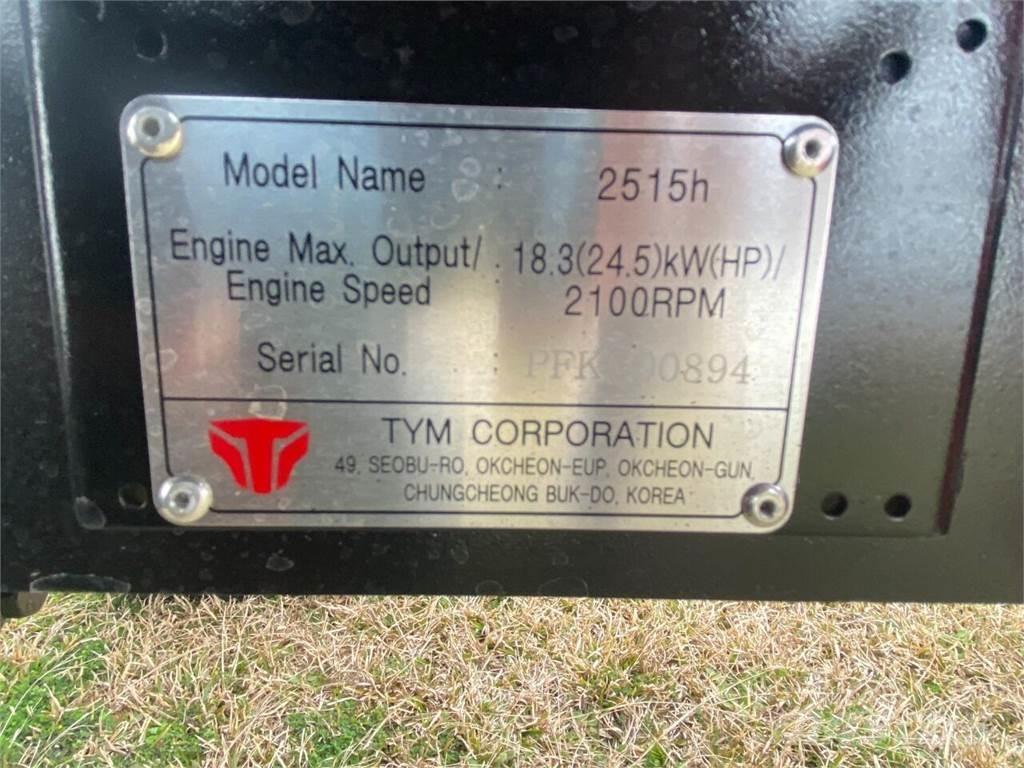 Model Name : 2515h
Engine Max. Output/ : 18.3(24.5)kW(HP)/
Engine Speed 2100RPM
Serial No. :
TYM CORPORATION
49, SEOBU-RO, OKCHEON-EUP, OKCHEON-GUN,
CHUNGCHEONG BUK-DO, KOREA